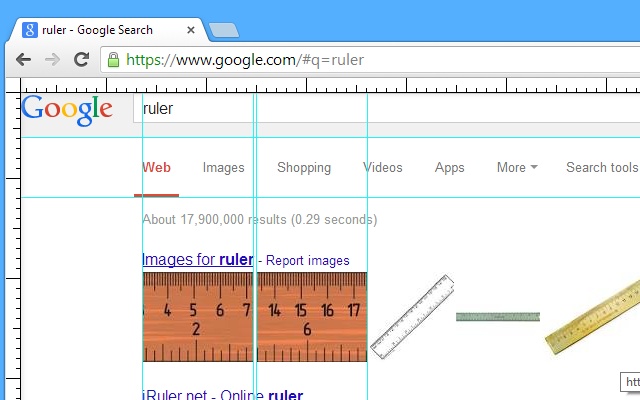 ruler - Google Search
https://www.google.com/#q=ruler
Google
ruler
Web Images Shopping Videos Apps More Search tools
About 17,900,000 results (0.29 seconds)
Images for ruler - Report images
4 5 6 7 14 15 16 17
2 6
iRuler.net - Online ruler